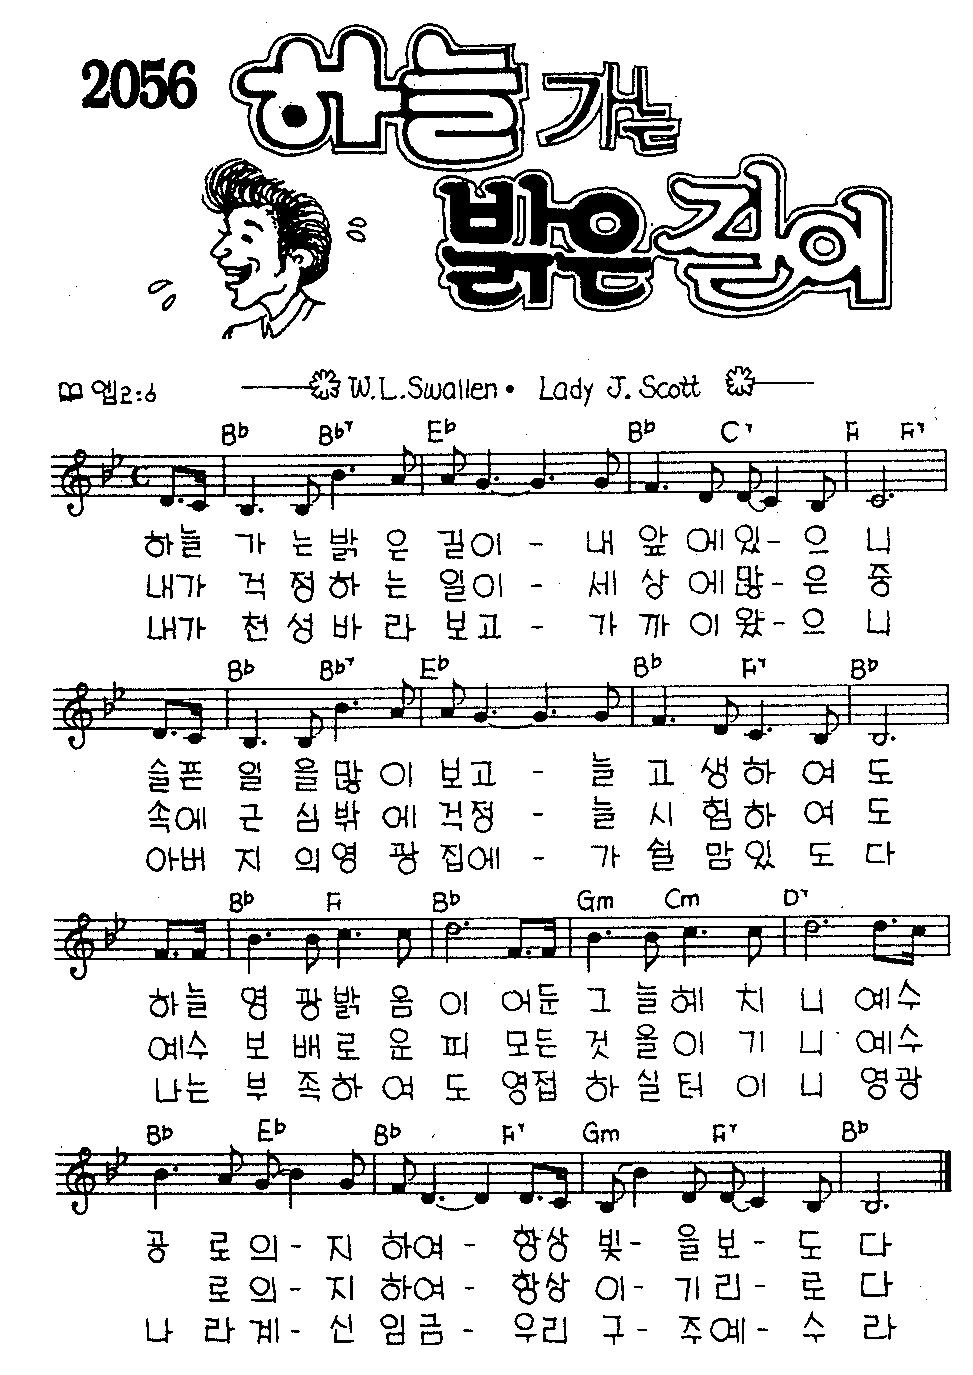 2056
하늘 가는
밝은 길이
엡2:6
W.L.Swallen • Lady J. Scott
Bb Bb7 Eb Bb C7 F F7
하늘 가 는 밝 은 길이 - 내 앞 에있 - 으 니
내가 걱 정하 는 일이 - 세 상 에많 - 은 중
내가 천 성바 라 보고 - 가 까 이왔 - 으 니
Bb Bb7 Eb Bb F7 Bb
슬픈 일 을많 이 보고 - 늘 고 생하 여 도
속에 근 심밖 에 걱정 - 늘 시 험하 여 도
아버 지 의영 광 집에 - 가 쉴 맘있 도 다
Bb F Bb Gm Cm D7
하늘 영 광밝 음 이 어둔 그 늘헤 치 니 예수
예수 보 배로 운 피 모든 것 을이 기 니 예수
나는 부 족하 여 도 영접 하 실터 이 니 영광
Bb Eb Bb F7 Gm F7 Bb
공 로의 - 지 하여 - 항상 빛 - 을보 - 도 다
로의 - 지 하여 - 항상 이 - 기리 - 로 다
나 라계 - 신 임금 - 우리 구 - 주예 - 수 라